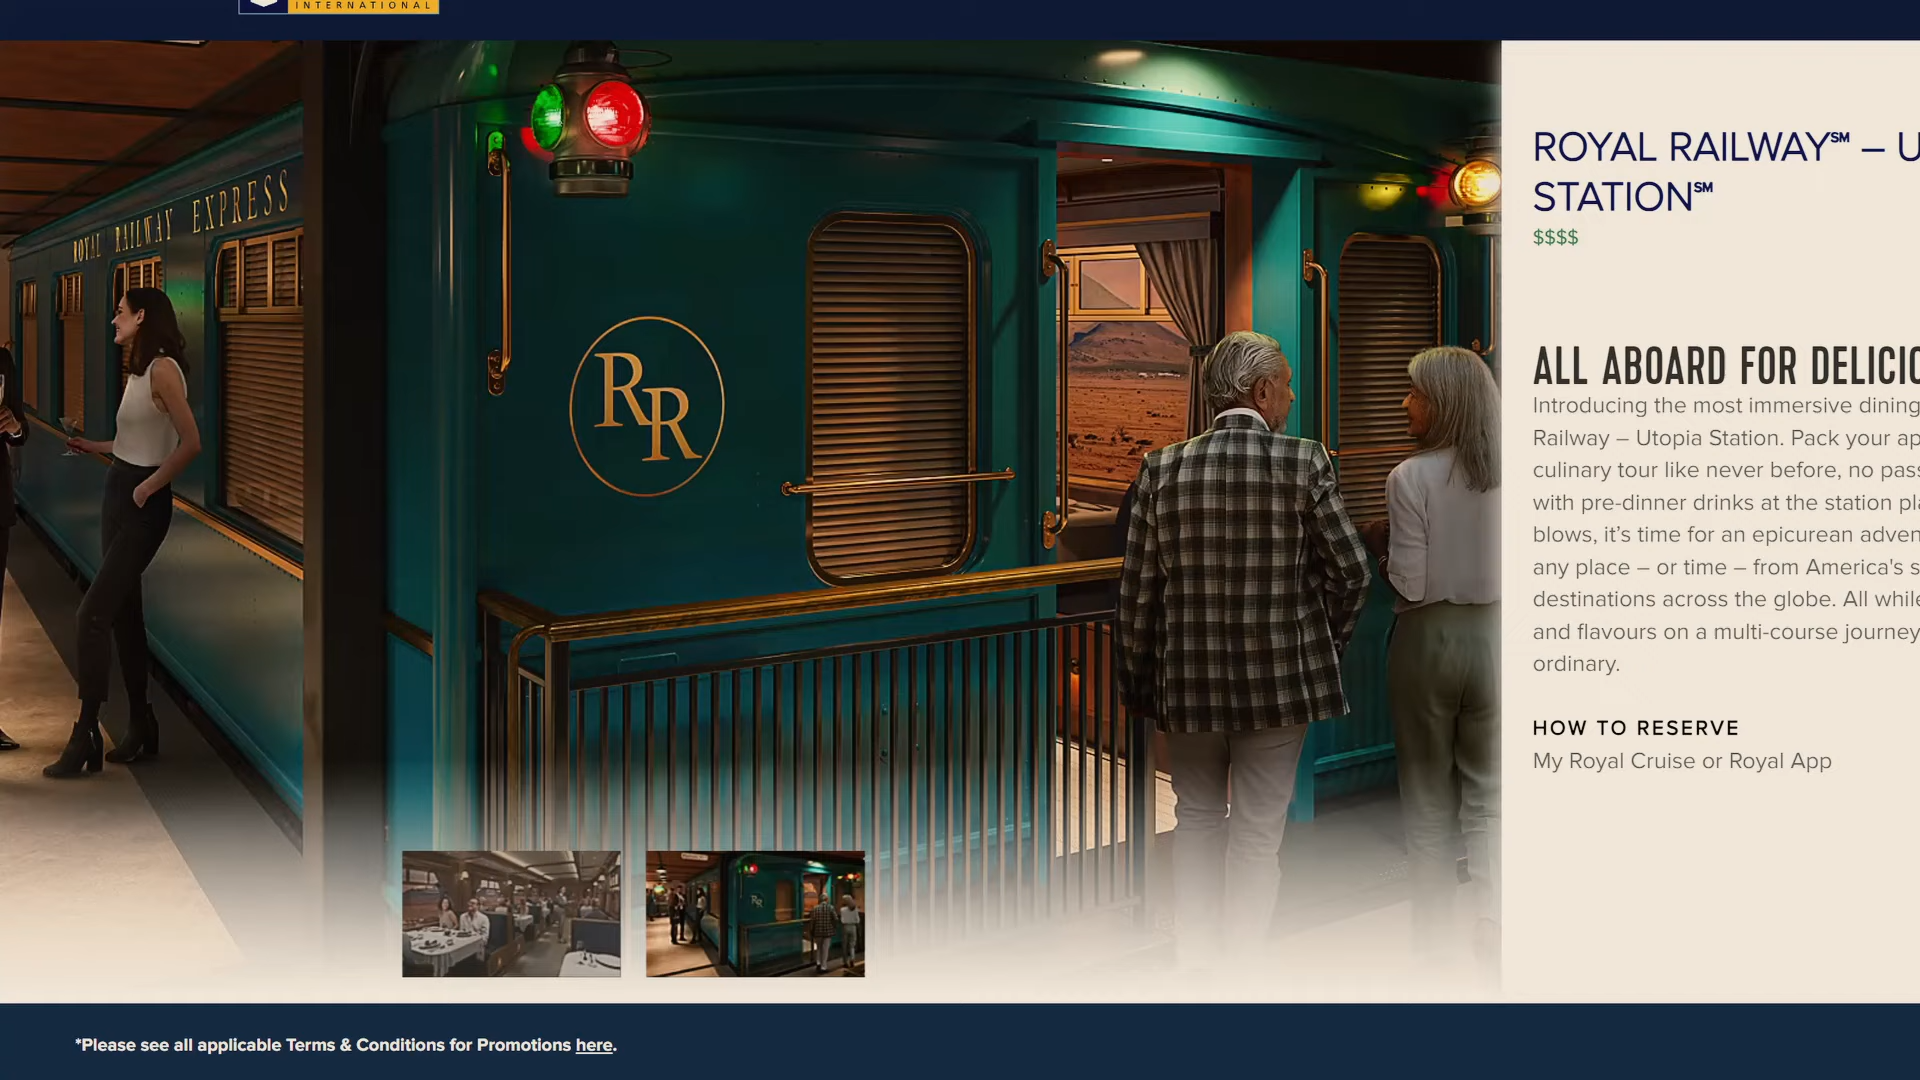 INTERNATIONAL
ROYAL RAILWAY EXPRESS
RR
ROYAL RAILWAY℠ – U
STATION℠
$$$$
ALL ABOARD FOR DELICIO
Introducing the most immersive dining
Railway – Utopia Station. Pack your ap
culinary tour like never before, no pass
with pre-dinner drinks at the station pla
blows, it’s time for an epicurean adven
any place – or time – from America's s
destinations across the globe. All while
and flavours on a multi-course journey
ordinary.
HOW TO RESERVE
My Royal Cruise or Royal App
*Please see all applicable Terms & Conditions for Promotions here.